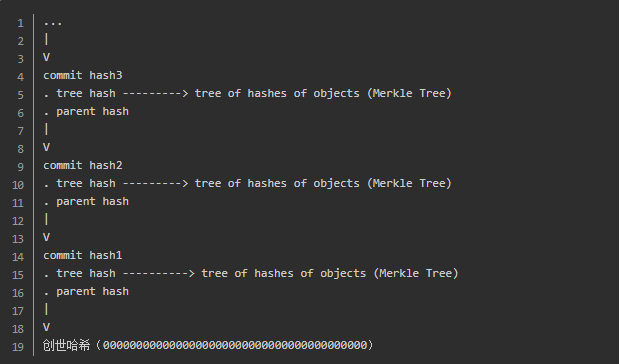 1 ...
2 |
3 V
4 commit hash3
5 . tree hash ---------> tree of hashes of objects (Merkle Tree)
6 . parent hash
7 |
8 V
9 commit hash2
10 . tree hash ---------> tree of hashes of objects (Merkle Tree)
11 . parent hash
12 |
13 V
14 commit hash1
15 . tree hash ----------> tree of hashes of objects (Merkle Tree)
16 . parent hash
17 |
18 V
19 创世哈希（0000000000000000000000000000000000000000）